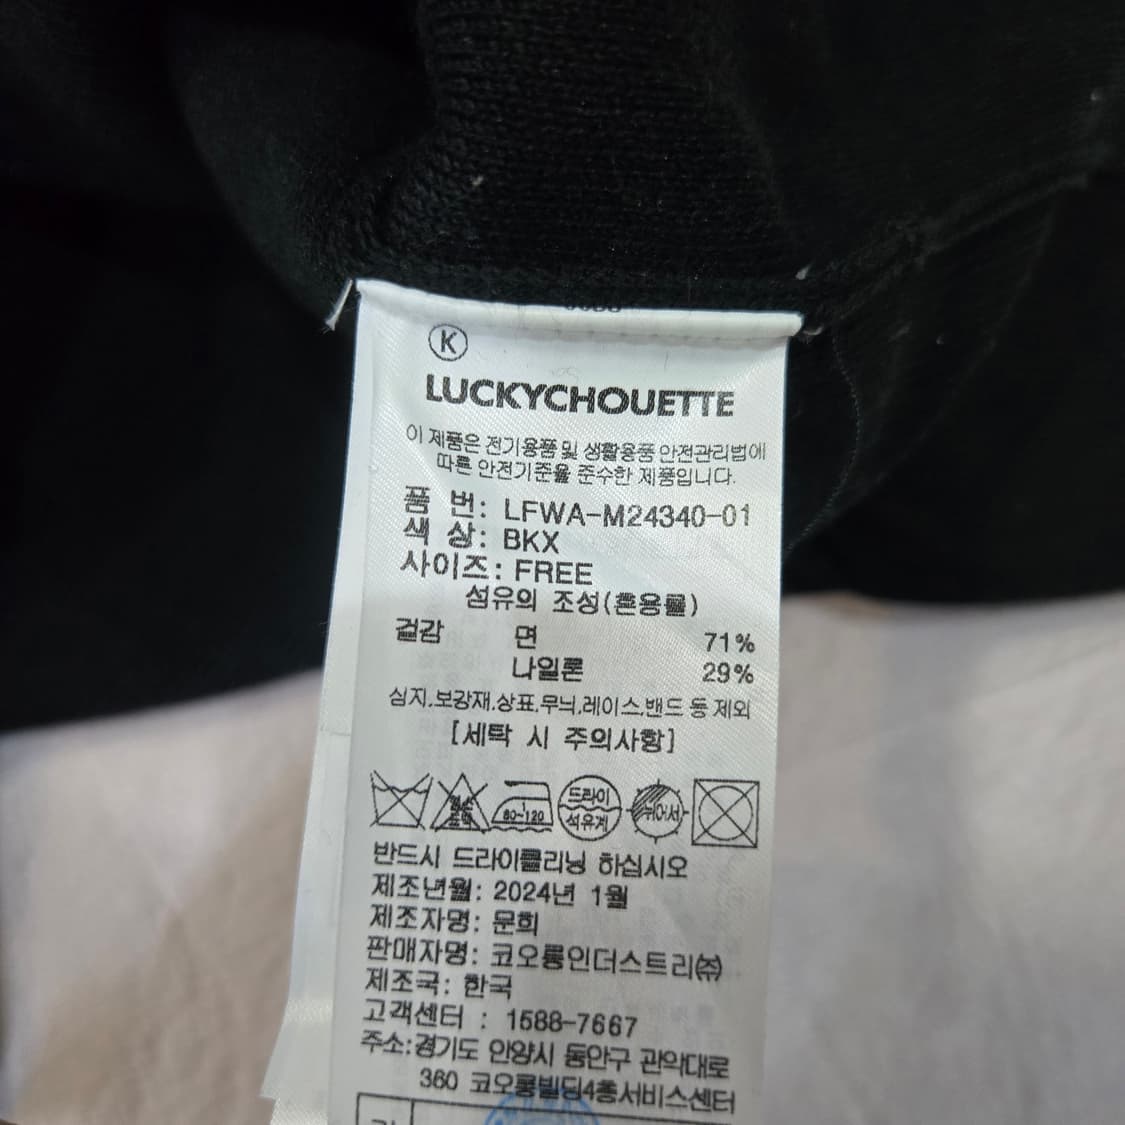 K
LUCKYCHOUETTE
이 제품은 전기용품 및 생활용품 안전관리법에
따른 안전기준을 준수한 제품입니다.
품 번: LFWA-M24340-01
색 상: BKX
사이즈: FREE
섬유의 조성(혼용률)
겉감 면 71%
나일론 29%
심지,보강재,상표,무늬,레이스,밴드 등 제외
[세탁 시 주의사항]
80~120 드라이 석유계 뉘어서
반드시 드라이클리닝 하십시오
제조년월: 2024년 1월
제조자명: 문희
판매자명: 코오롱인더스트리㈜
제조국: 한국
고객센터 : 1588-7667
주소:경기도 안양시 동안구 관악대로
360 코오롱빌딩4층서비스센터